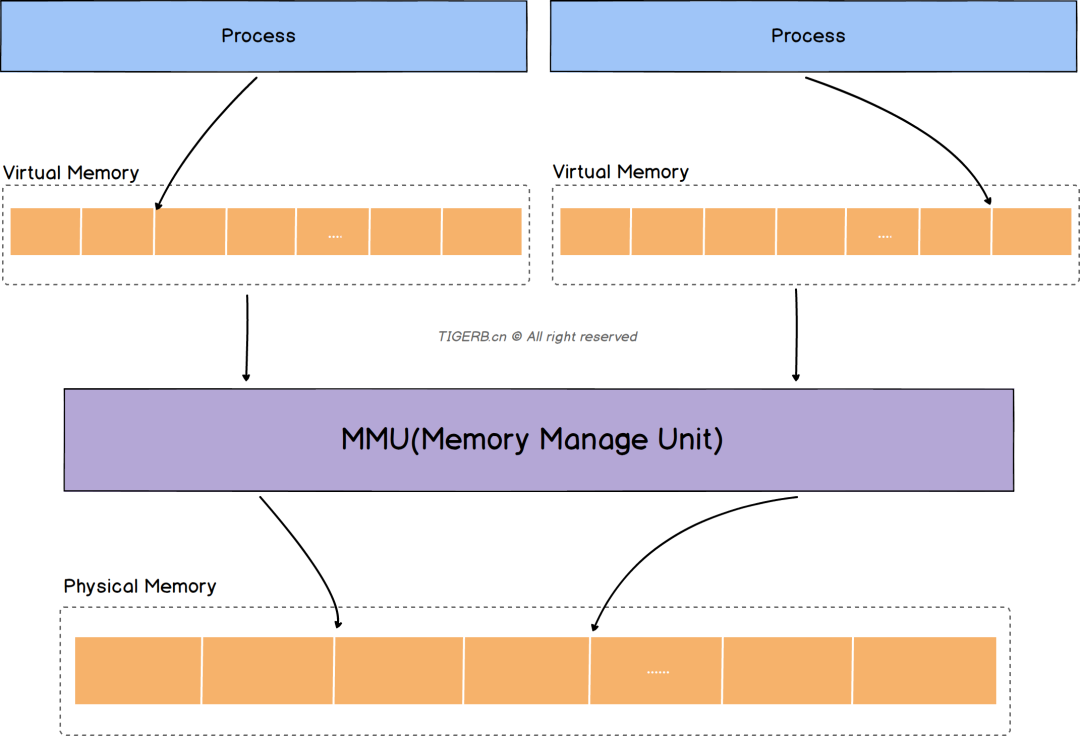 Process
Process
Virtual Memory
Virtual Memory
....
....
TIGERB.cn © All right reserved
MMU(Memory Manage Unit)
Physical Memory
......